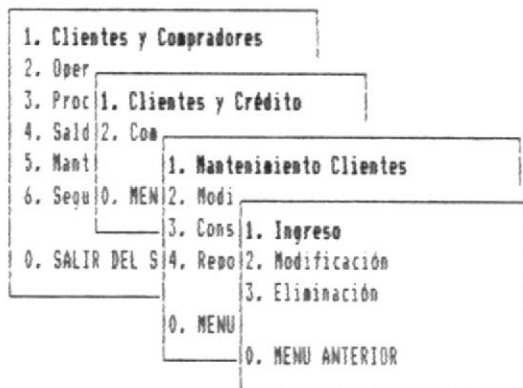 1. Clientes y Compradores
2. Oper
3. Proc
4. Sald
5. Mant
6. Segu
0. SALIR DEL S
1. Clientes y Crédito
2. Com
0. MEN
1. Mantenimiento Clientes
2. Modi
3. Cons
4. Repo
0. MENU
1. Ingreso
2. Modificación
3. Eliminación
0. MENU ANTERIOR